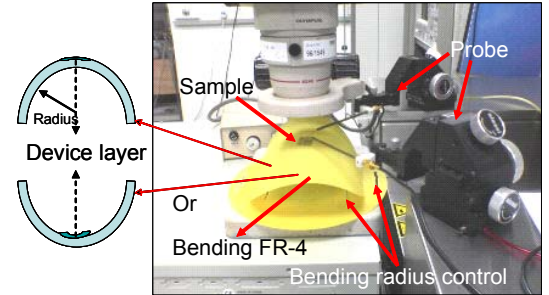 Probe
Sample
Radius
Device layer
Or
Bending FR-4
Bending radius control
OLYMPUS